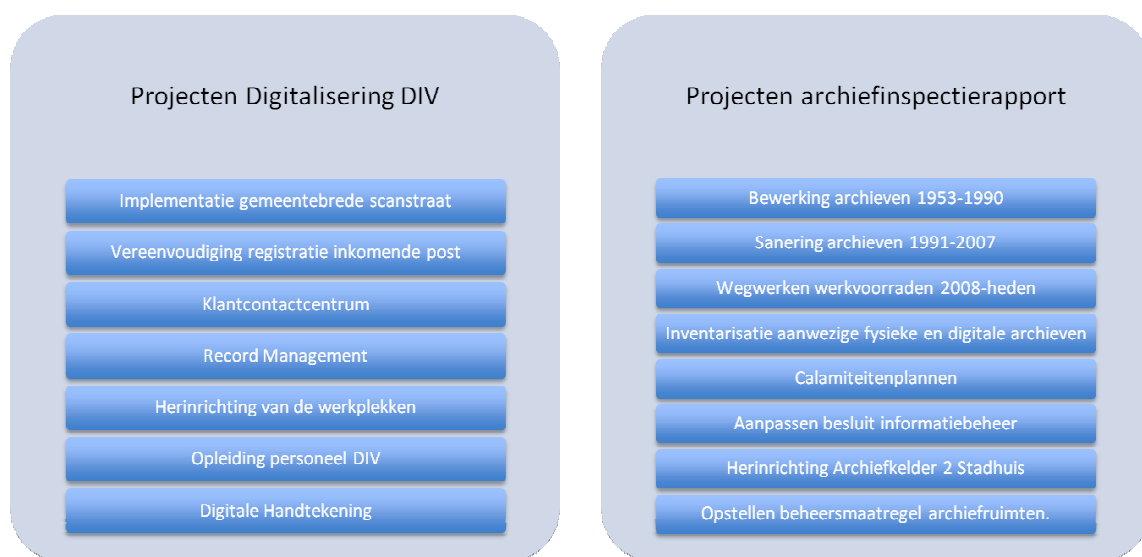 Projecten Digitalisering DIV
Implementatie gemeentebrede scanstraat
Vereenvoudiging registratie inkomende post
Klantcontactcentrum
Record Management
Herinrichting van de werkplekken
Opleiding personeel DIV
Digitale Handtekening
Projecten archiefinspectierapport
Bewerking archieven 1953-1990
Sanering archieven 1991-2007
Wegwerken werkvoorraden 2008-heden
Inventarisatie aanwezige fysieke en digitale archieven
Calamiteitenplannen
Aanpassen besluit informatiebeheer
Herinrichting Archiefkelder 2 Stadhuis
Opstellen beheersmaatregel archiefruimten.